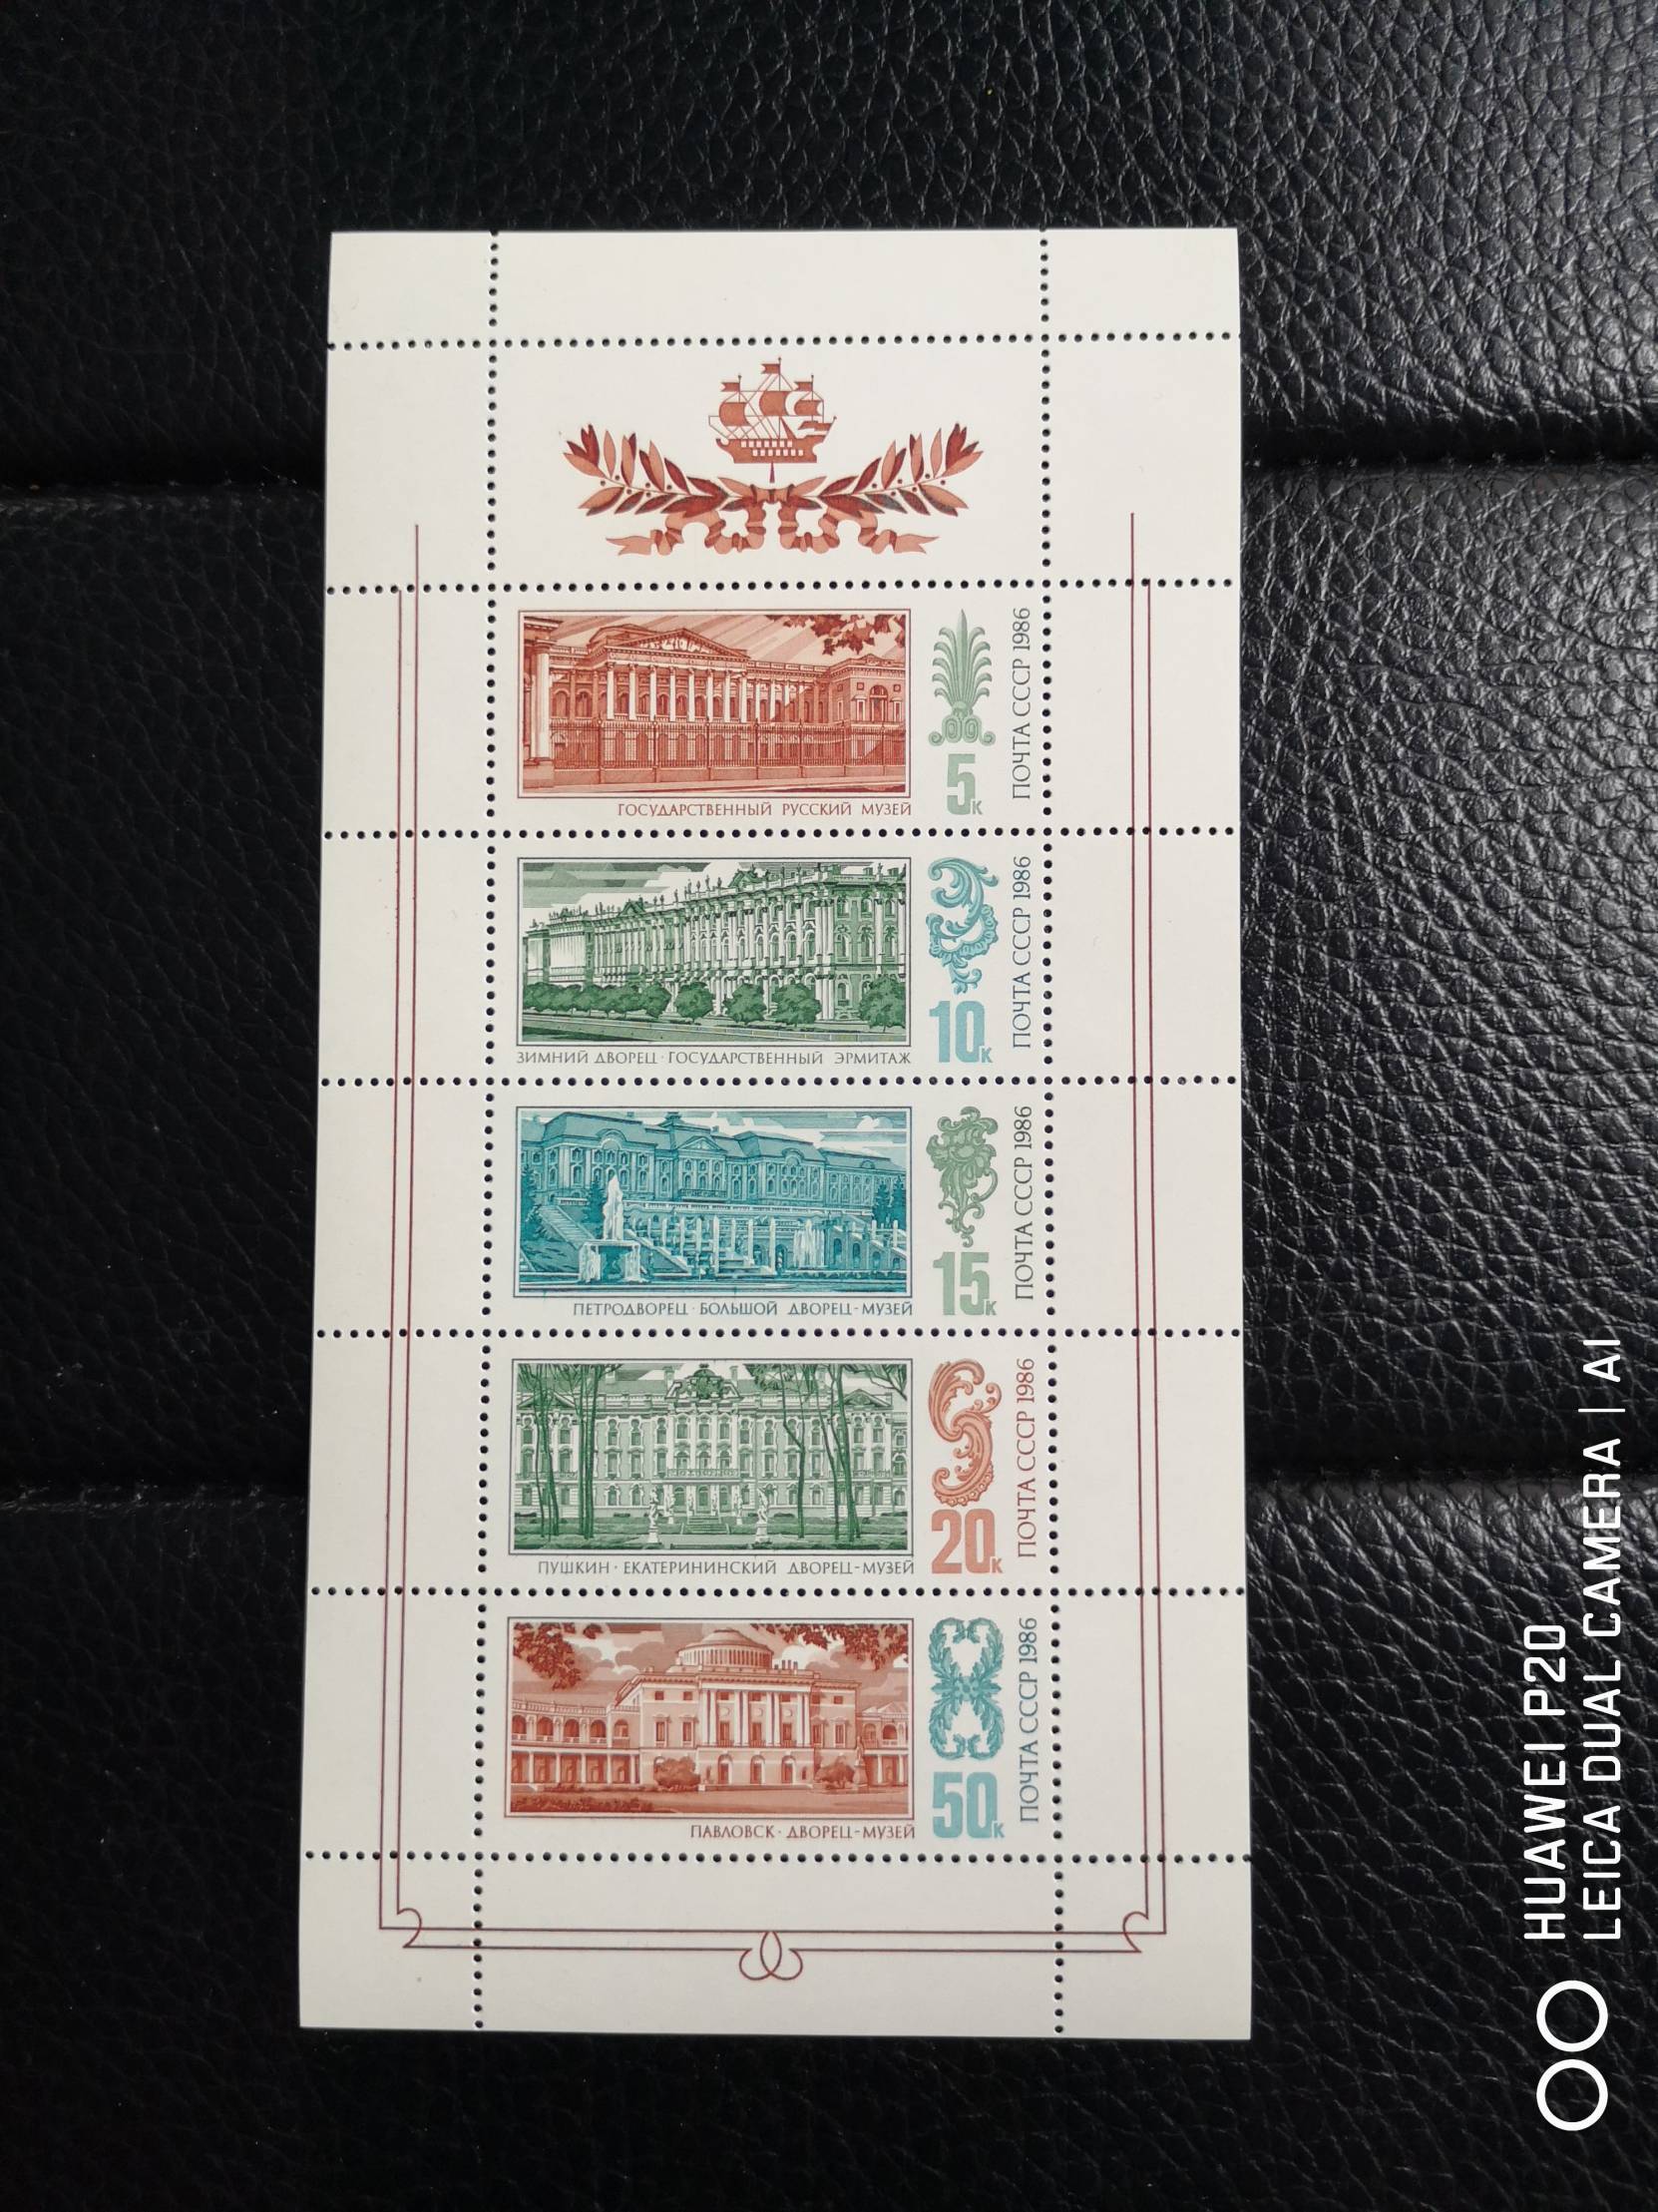 ГОСУДАРСТВЕННЫЙ РУССКИЙ МУЗЕЙ
5К
ПОЧТА СССР 1986
ЗИМНИЙ ДВОРЕЦ · ГОСУДАРСТВЕННЫЙ ЭРМИТАЖ
10К
ПОЧТА СССР 1986
ПЕТРОДВОРЕЦ · БОЛЬШОЙ ДВОРЕЦ-МУЗЕЙ
15К
ПОЧТА СССР 1986
ПУШКИН · ЕКАТЕРИНИНСКИЙ ДВОРЕЦ-МУЗЕЙ
20К
ПОЧТА СССР 1986
ПАВЛОВСК · ДВОРЕЦ-МУЗЕЙ
50К
ПОЧТА СССР 1986
HUAWEI P20
LEICA DUAL CAMERA | AI